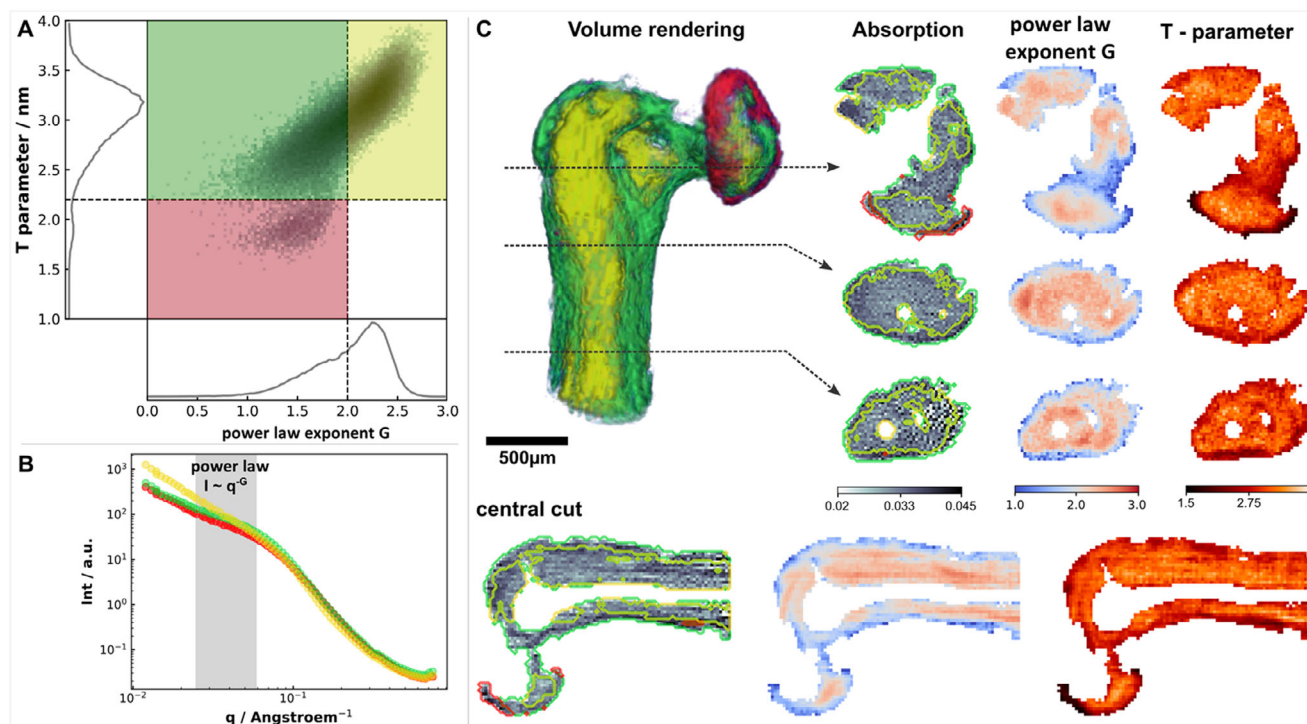 A
T parameter / nm
4.0
3.5
3.0
2.5
2.0
1.5
1.0
0.0 0.5 1.0 1.5 2.0 2.5 3.0
power law exponent G
B
power law
I ~ q^-G
Int / a.u.
10³
10²
10¹
10⁰
10⁻¹
10⁻² 10⁻¹
q / Angstroem⁻¹
C
Volume rendering
500µm
Absorption
power law
exponent G
T - parameter
0.02 0.033 0.045
1.0 2.0 3.0
1.5 2.75
central cut